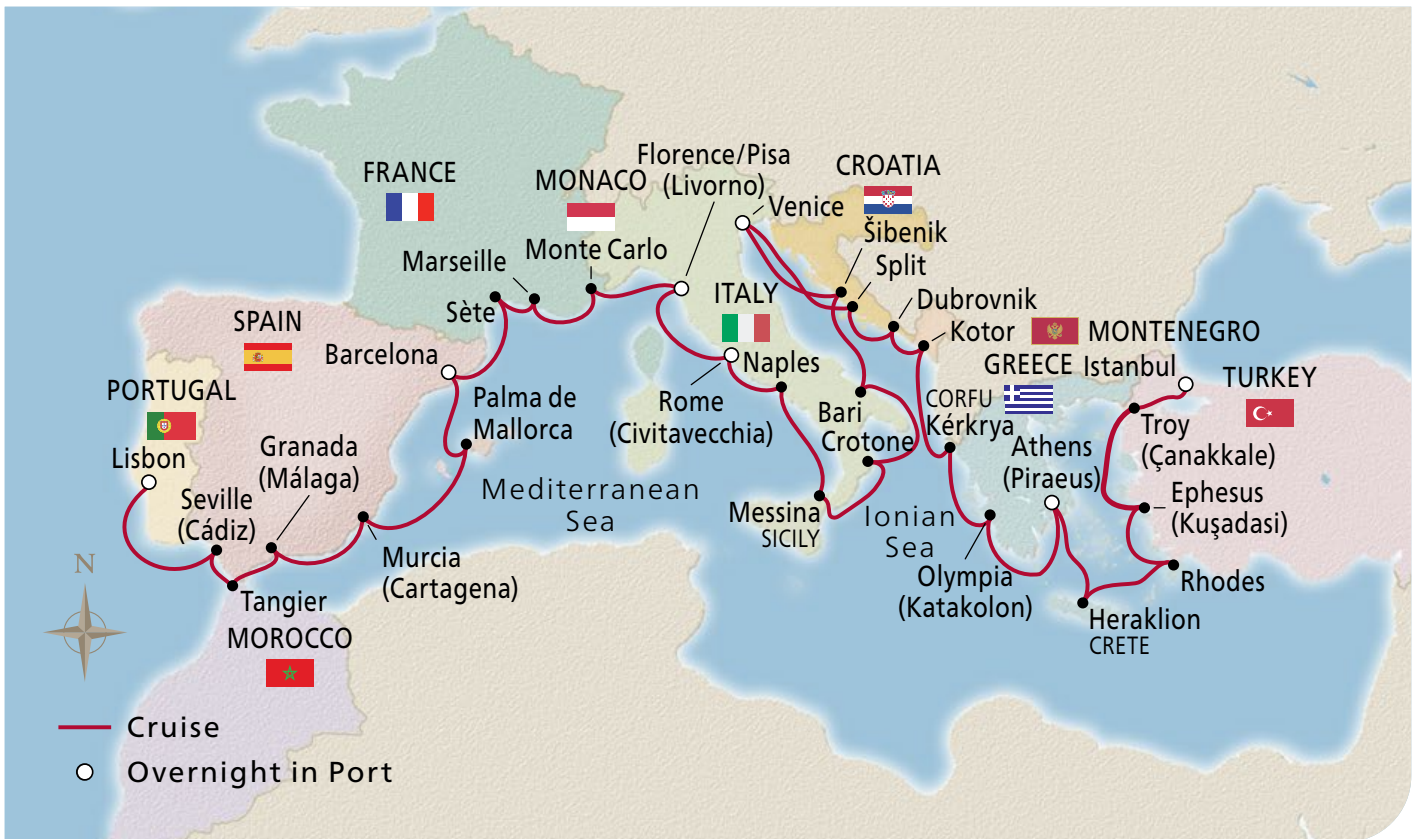 FRANCE
MONACO
Florence/Pisa
(Livorno)
CROATIA
Venice
Šibenik
Split
Marseille
Monte Carlo
Sète
ITALY
Dubrovnik
Kotor
MONTENEGRO
SPAIN
Barcelona
Naples
GREECE
Istanbul
TURKEY
PORTUGAL
Palma de
Mallorca
Rome
(Civitavecchia)
Bari
Crotone
CORFU
Kérkrya
Troy
(Çanakkale)
Lisbon
Granada
(Málaga)
Athens
(Piraeus)
Seville
(Cádiz)
Mediterranean
Sea
Messina
SICILY
Ionian
Sea
Ephesus
(Kuşadasi)
N
Murcia
(Cartagena)
Olympia
(Katakolon)
Rhodes
Tangier
MOROCCO
Heraklion
CRETE
Cruise
Overnight in Port